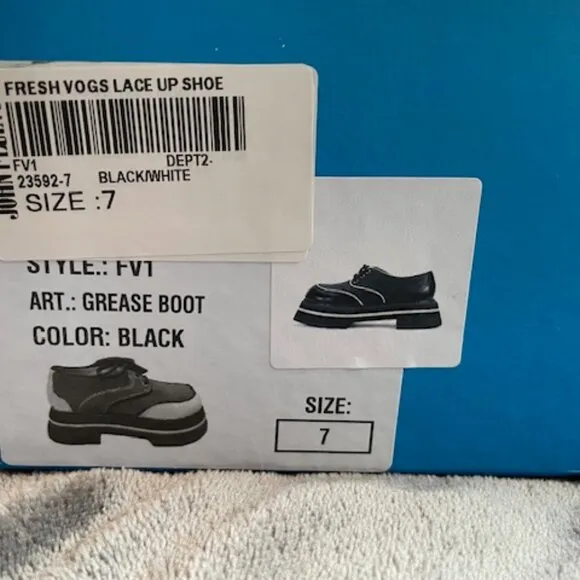 FRESH VOGS LACE UP SHOE
FV1 DEPT2-
23592-7 BLACK/WHITE
SIZE :7
STYLE.: FV1
ART.: GREASE BOOT
COLOR: BLACK
SIZE:
7